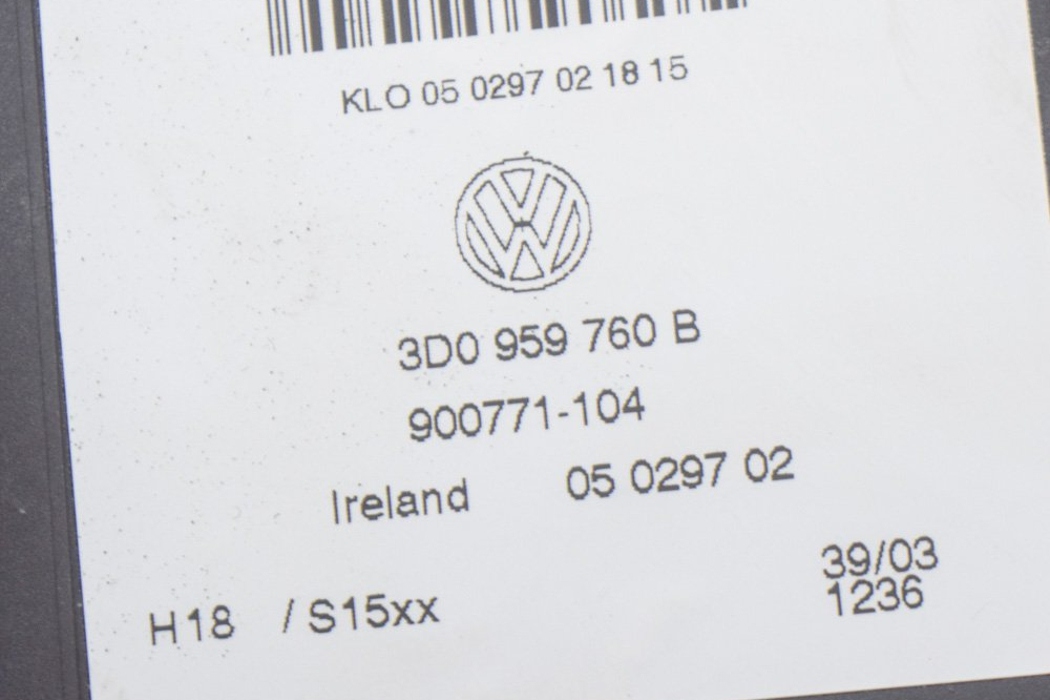 KLO 05 0297 02 18 15
3D0 959 760 B
900771-104
Ireland 05 0297 02
39/03
H18 / S15xx 1236